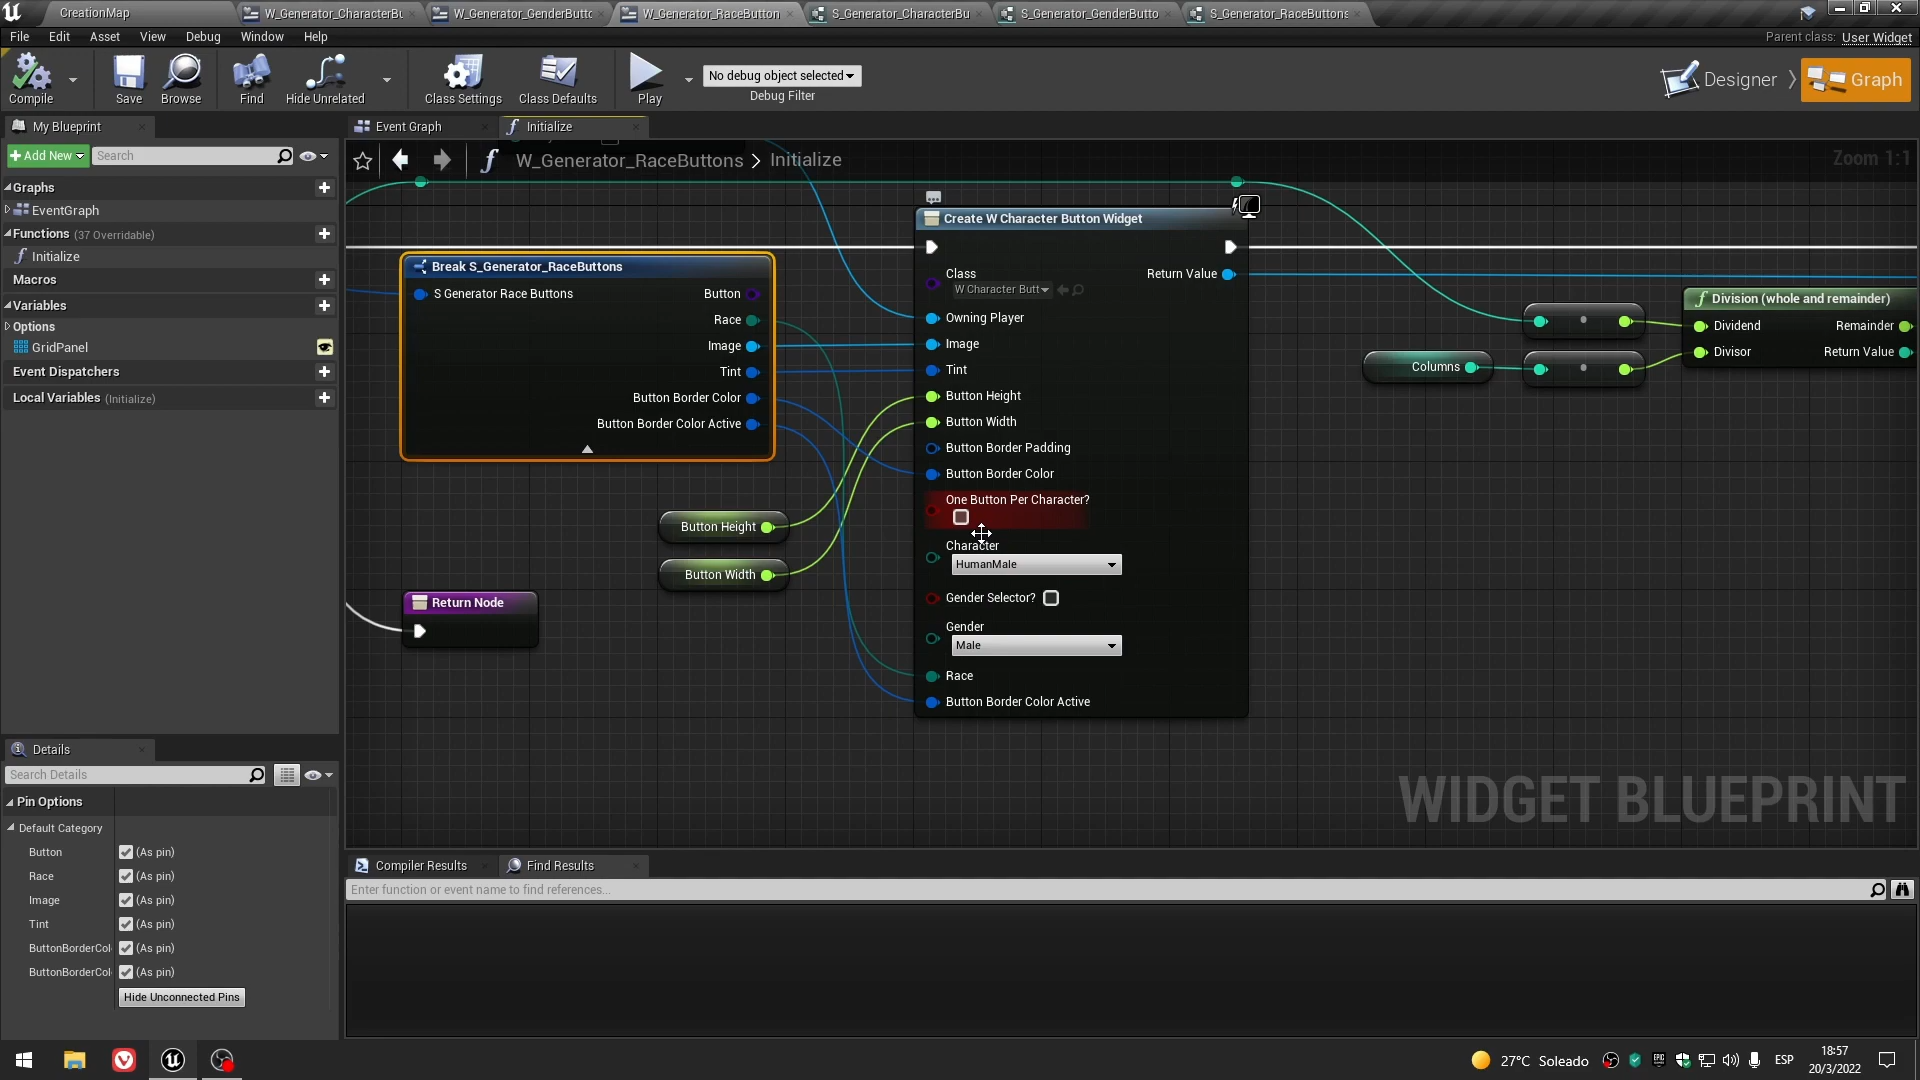 CreationMap
W_Generator_CharacterBu
W_Generator_GenderButto
W_Generator_RaceButton
S_Generator_CharacterBu
S_Generator_GenderButto
S_Generator_RaceButtons
File Edit Asset View Debug Window Help
Parent class: User Widget
Compile
Save
Browse
Find
Hide Unrelated
Class Settings
Class Defaults
Play
No debug object selected
Debug Filter
Designer
Graph
My Blueprint
Event Graph
Initialize
Add New
Search
W_Generator_RaceButtons > Initialize
Zoom 1:1
Graphs
EventGraph
Functions (37 Overridable)
Initialize
Macros
Variables
Options
GridPanel
Event Dispatchers
Local Variables (Initialize)
Break S_Generator_RaceButtons
S Generator Race Buttons
Button
Race
Image
Tint
Button Border Color
Button Border Color Active
Button Height
Button Width
Return Node
Create W Character Button Widget
Class
W Character Butt
Return Value
Owning Player
Image
Tint
Button Height
Button Width
Button Border Padding
Button Border Color
One Button Per Character?
Character
HumanMale
Gender Selector?
Gender
Male
Race
Button Border Color Active
Columns
Division (whole and remainder)
Dividend
Remainder
Divisor
Return Value
WIDGET BLUEPRINT
Details
Search Details
Pin Options
Default Category
Button (As pin)
Race (As pin)
Image (As pin)
Tint (As pin)
ButtonBorderCol (As pin)
ButtonBorderCol (As pin)
Hide Unconnected Pins
Compiler Results
Find Results
Enter function or event name to find references...
27°C Soleado
ESP
18:57
20/3/2022